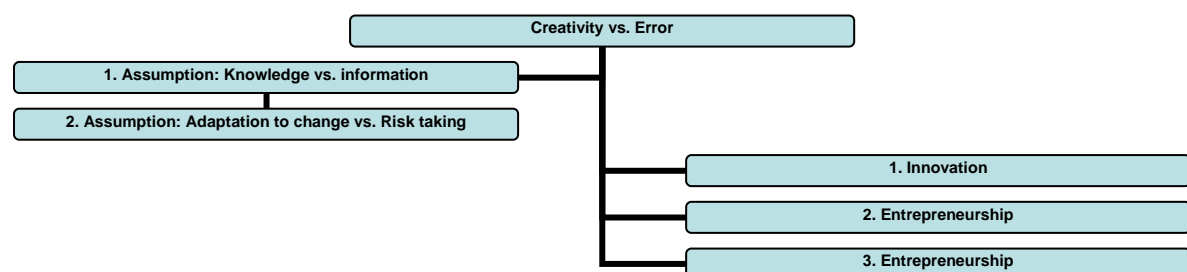 Creativity vs. Error
1. Assumption: Knowledge vs. information
2. Assumption: Adaptation to change vs. Risk taking
1. Innovation
2. Entrepreneurship
3. Entrepreneurship